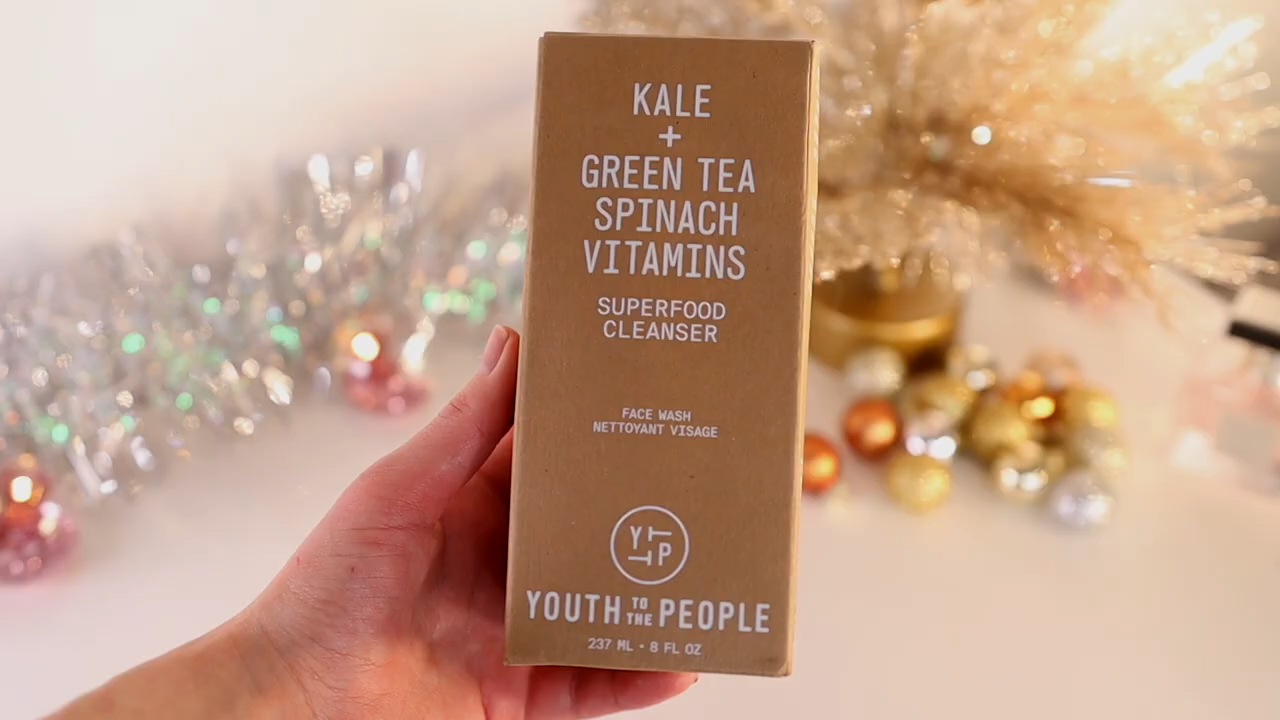 KALE
+
GREEN TEA
SPINACH
VITAMINS
SUPERFOOD
CLEANSER
FACE WASH
NETTOYANT VISAGE
YTTP
YOUTH TO THE PEOPLE
237 ML • 8 FL OZ